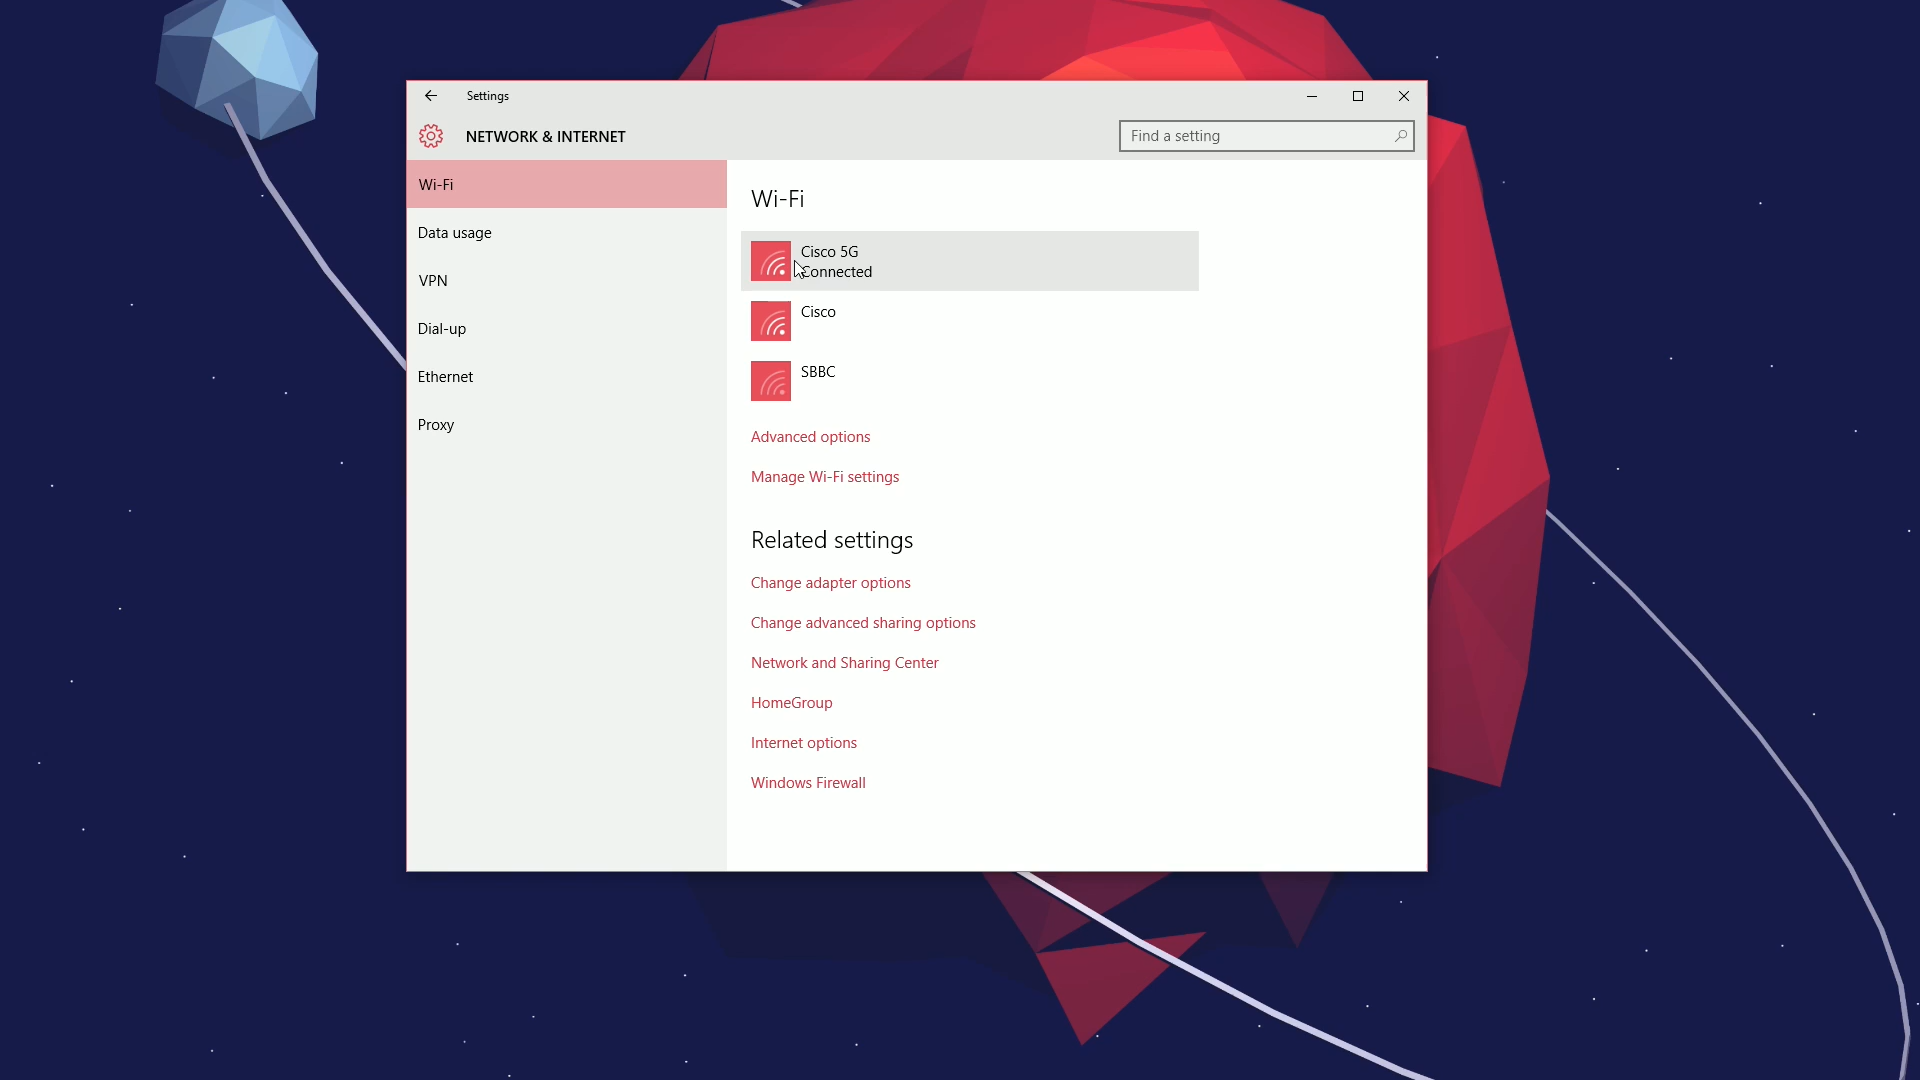 Settings
NETWORK & INTERNET
Find a setting
Wi-Fi
Data usage
VPN
Dial-up
Ethernet
Proxy
Wi-Fi
Cisco 5G
Connected
Cisco
SBBC
Advanced options
Manage Wi-Fi settings
Related settings
Change adapter options
Change advanced sharing options
Network and Sharing Center
HomeGroup
Internet options
Windows Firewall